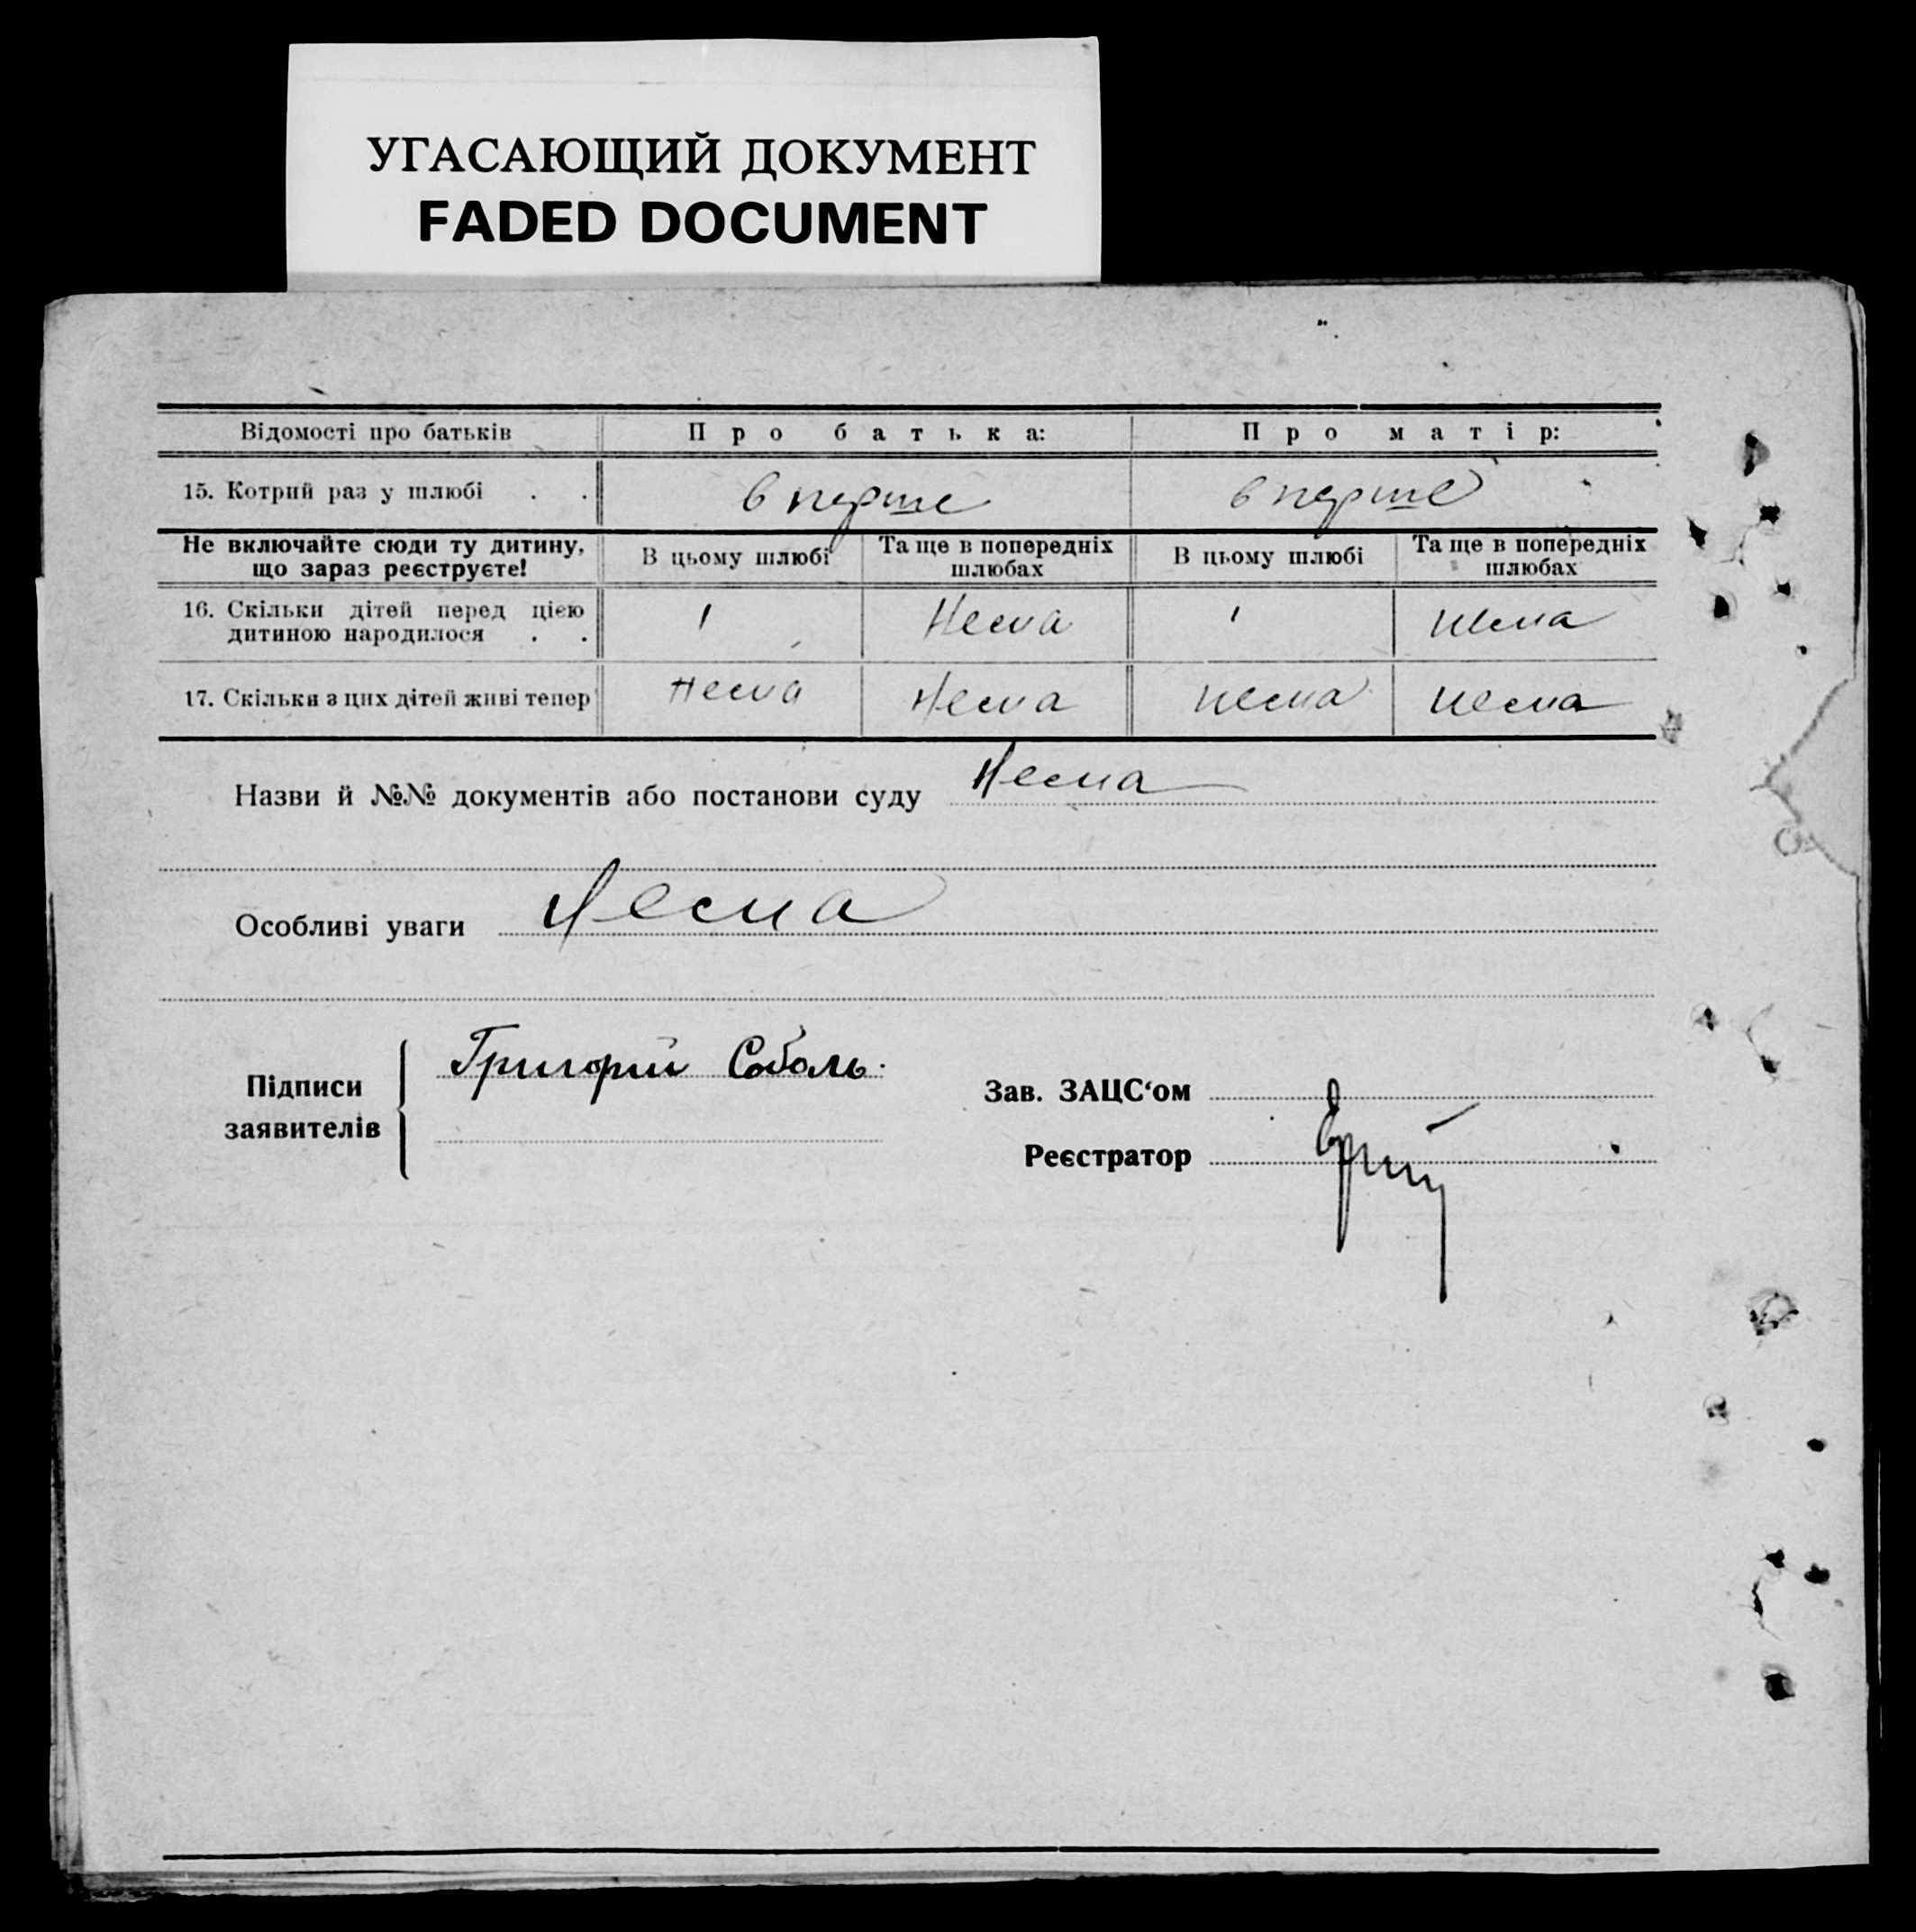 УГАСАЮЩИЙ ДОКУМЕНТ
FADED DOCUMENT
Відомості про батьків Про батька: Про матір:
15. Котрий раз у шлюбі . . в перше в перше
Не включайте сюди ту дитину, що зараз реєструєте! В цьому шлюбі Та ще в попередніх шлюбах В цьому шлюбі Та ще в попередніх шлюбах
16. Скільки дітей перед цією дитиною народилося . . 1 Нема 1 нема
17. Скільки з цих дітей живі тепер Нема Нема нема нема
Назви й №№ документів або постанови суду Нема
Особливі уваги Нема
Підписи заявителів Григорий Соболь.
Зав. ЗАЦС‘ом
Реєстратор